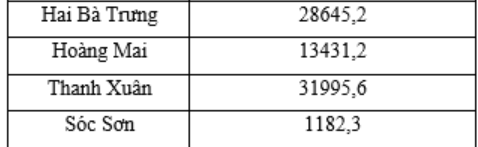 Hai Bà Trưng 28645,2
Hoàng Mai 13431,2
Thanh Xuân 31995,6
Sóc Sơn 1182,3